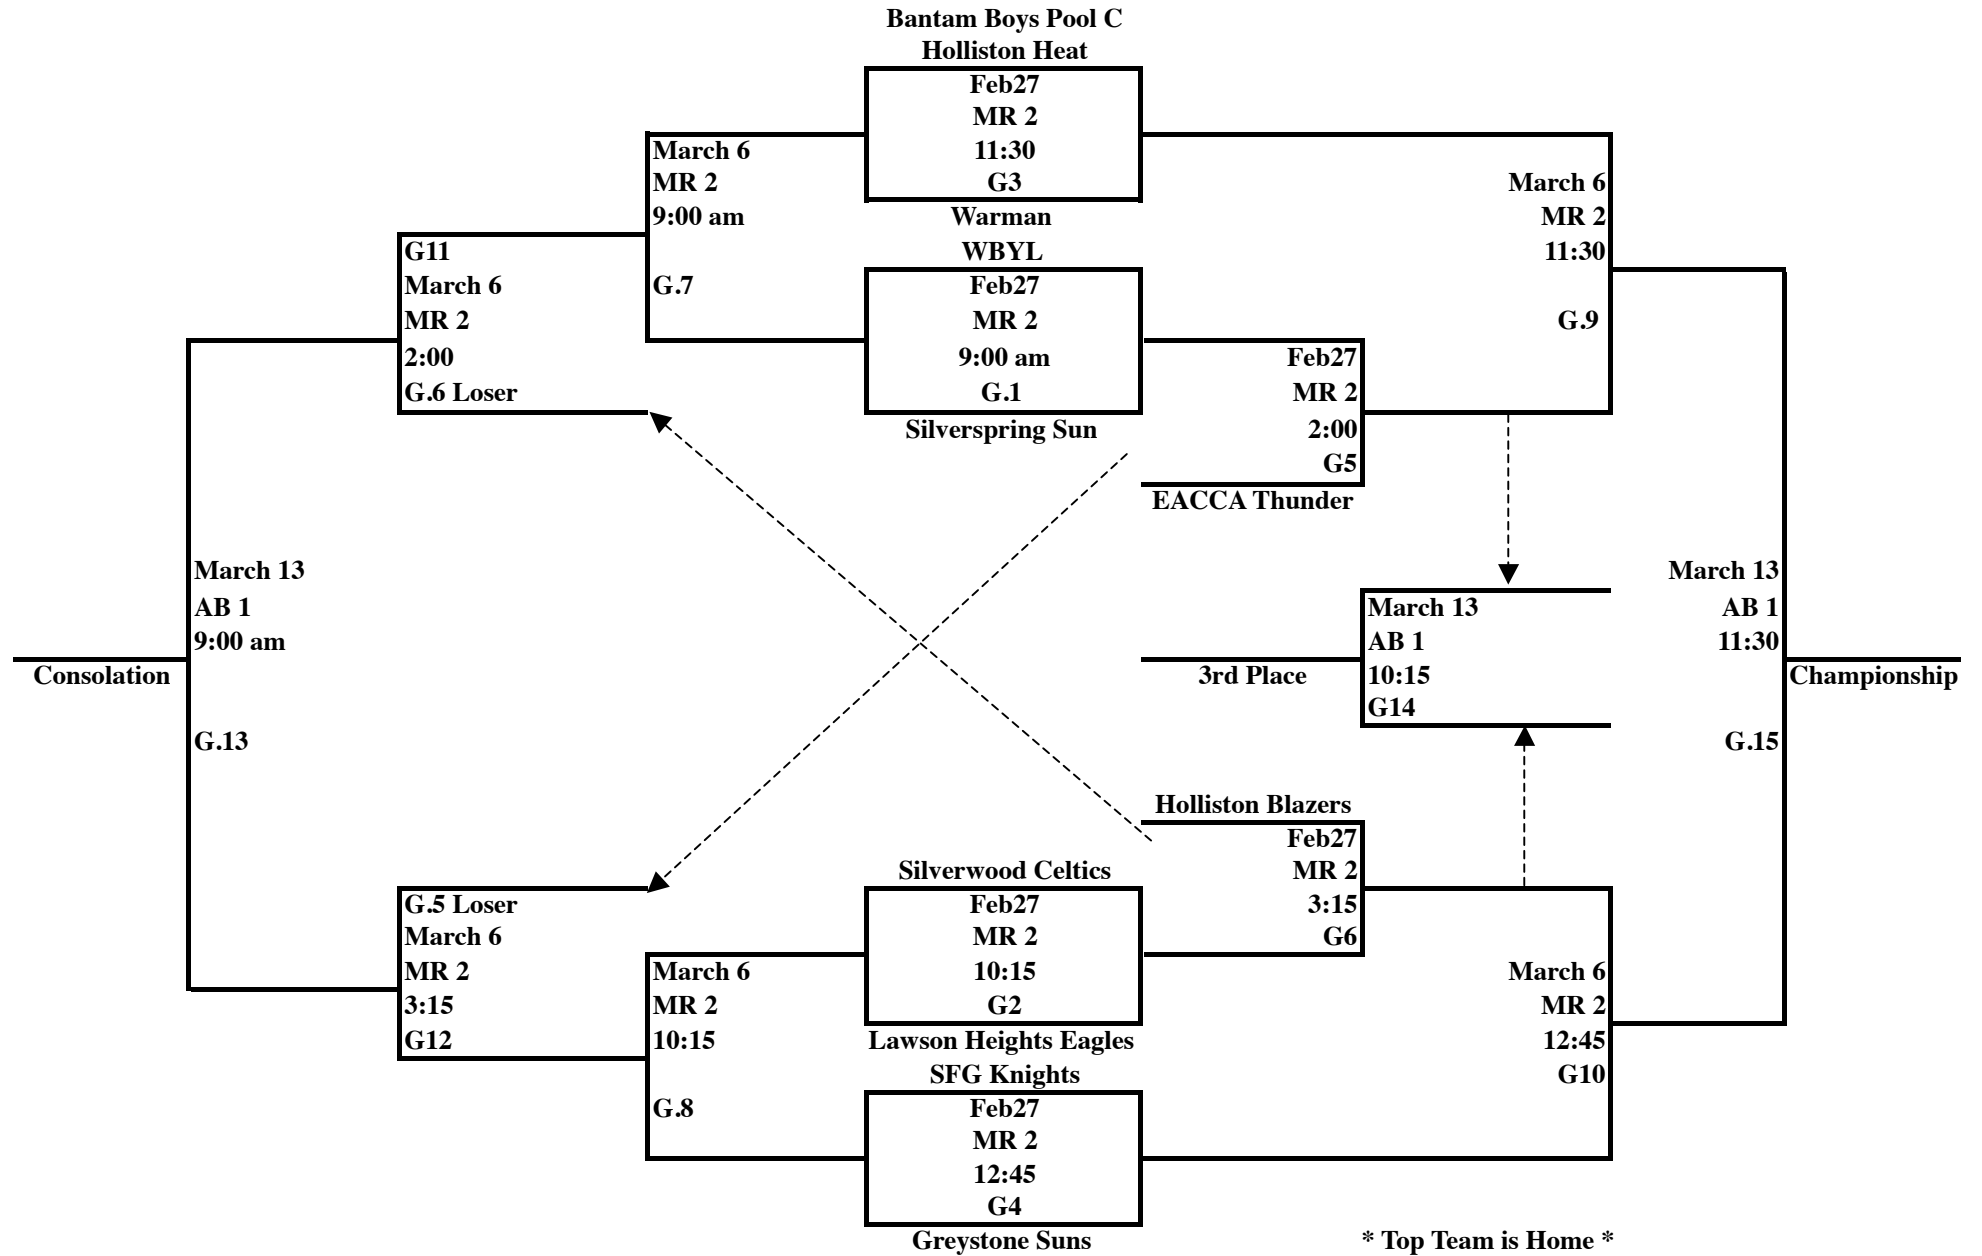 Bantam Boys Pool C
Holliston Heat
Feb27
MR 2
11:30
G3
Warman
WBYL
Feb27
MR 2
9:00 am
G.1
Silverspring Sun
March 6
MR 2
9:00 am
G.7
G11
March 6
MR 2
2:00
G.6 Loser
March 6
MR 2
11:30
G.9
Feb27
MR 2
2:00
G5
EACCA Thunder
March 13
AB 1
9:00 am
Consolation
G.13
March 13
AB 1
10:15
G14
3rd Place
March 13
AB 1
11:30
Championship
G.15
Holliston Blazers
Feb27
MR 2
3:15
G6
Silverwood Celtics
Feb27
MR 2
10:15
G2
Lawson Heights Eagles
SFG Knights
Feb27
MR 2
12:45
G4
Greystone Suns
G.5 Loser
March 6
MR 2
3:15
G12
March 6
MR 2
10:15
G.8
March 6
MR 2
12:45
G10
* Top Team is Home *